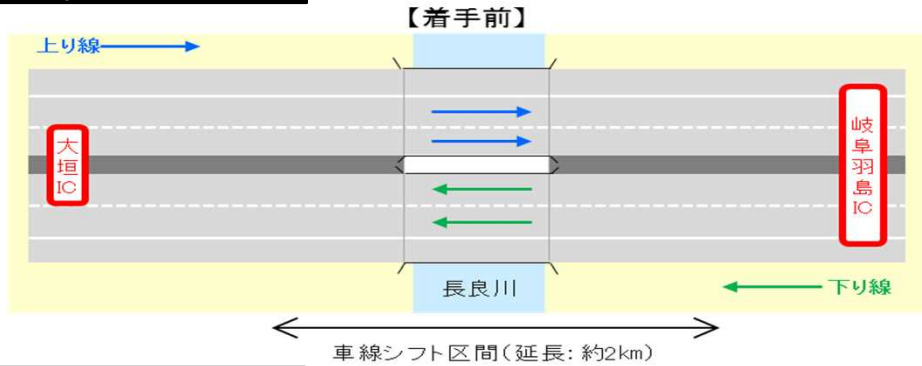 【着手前】
上り線
大垣IC
岐阜羽島IC
長良川
下り線
車線シフト区間(延長:約2km)